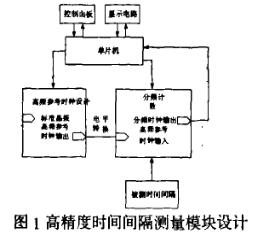 控制面板
显示电路
单片机
高频参考时钟设计
标准晶振
高频参考
时钟输出
电平
转换
分频计
数
分频时钟输出
高频参考
时钟输入
被测时间间隔
图1 高精度时间间隔测量模块设计